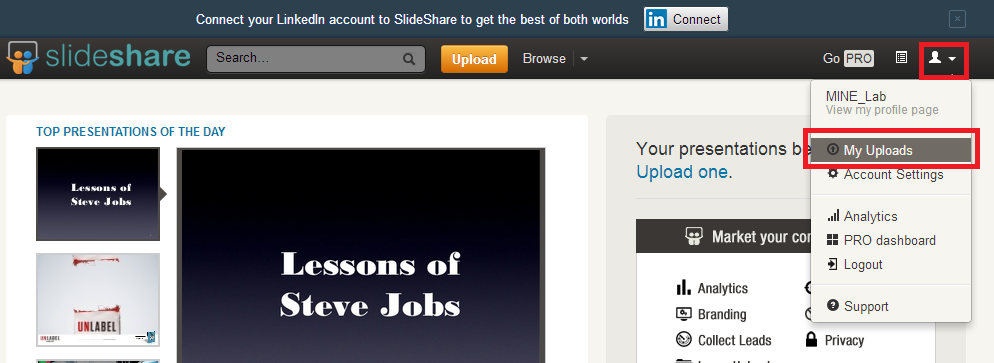 Connect your LinkedIn account to SlideShare to get the best of both worlds
in Connect
slideshare
Search...
Upload
Browse
Go PRO
MINE_Lab
View my profile page
My Uploads
Account Settings
Analytics
PRO dashboard
Logout
Support
TOP PRESENTATIONS OF THE DAY
Lessons of
Steve Jobs
UNLABEL
Lessons of
Steve Jobs
Your presentations be
Upload one.
Market your con
Analytics
Branding
Collect Leads
Privacy